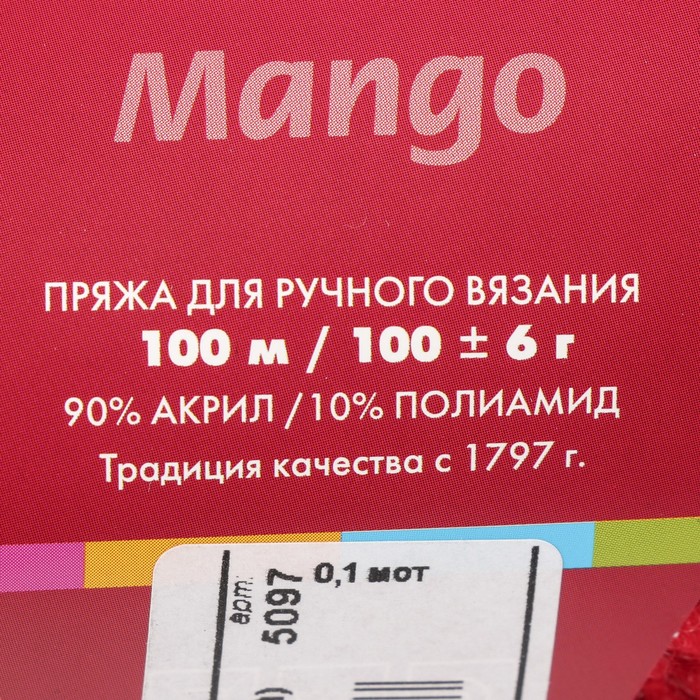 Mango
ПРЯЖА ДЛЯ РУЧНОГО ВЯЗАНИЯ
100 м / 100 ± 6 г
90% АКРИЛ /10% ПОЛИАМИД
Традиция качества с 1797 г.
0,1 мот
арт.
5097